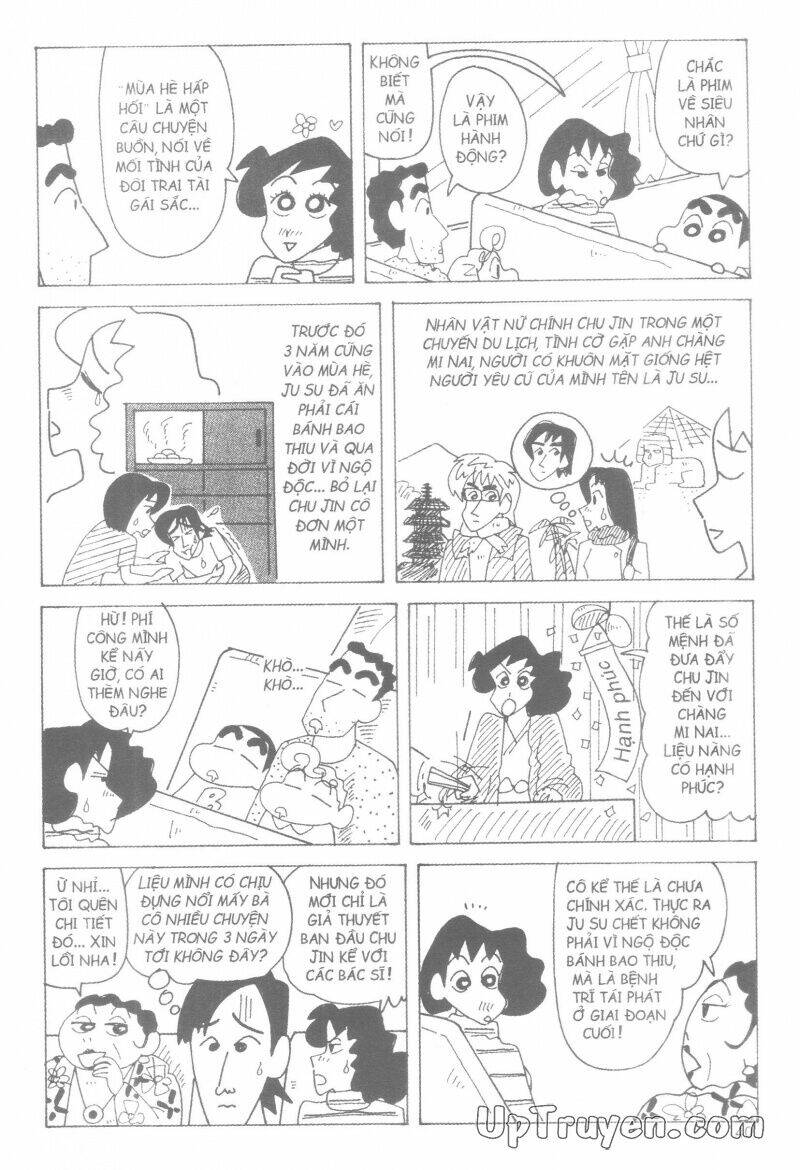 CHẮC
LÀ PHIM
VỀ SIÊU
NHÂN
CHỨ GÌ?
VẬY
LÀ PHIM
HÀNH
ĐỘNG?
KHÔNG
BIẾT
MÀ
CŨNG
NÓI!
"MÙA HÈ HẤP
HỐI" LÀ MỘT
CÂU CHUYỆN
BUỒN, NÓI VỀ
MỐI TÌNH CỦA
ĐÔI TRAI TÀI
GÁI SẮC...
NHÂN VẬT NỮ CHÍNH CHU JIN TRONG MỘT
CHUYẾN DU LỊCH, TÌNH CỜ GẶP ANH CHÀNG
MI NAI, NGƯỜI CÓ KHUÔN MẶT GIỐNG HỆT
NGƯỜI YÊU CŨ CỦA MÌNH TÊN LÀ JU SU...
TRƯỚC ĐÓ
3 NĂM CŨNG
VÀO MÙA HÈ,
JU SU ĐÃ ĂN
PHẢI CÁI
BÁNH BAO
THIU VÀ QUA
ĐỜI VÌ NGỘ
ĐỘC... BỎ LẠI
CHU JIN CÔ
ĐƠN MỘT
MÌNH.
THẾ LÀ SỐ
MỆNH ĐÃ
ĐƯA ĐẨY
CHU JIN
ĐẾN VỚI
CHÀNG
MI NAI...
LIỆU NÀNG
CÓ HẠNH
PHÚC?
Hạnh phúc
KHÒ...
KHÒ...
HỪ! PHÍ
CÔNG MÌNH
KỂ NÃY
GIỜ, CÓ AI
THÈM NGHE
ĐÂU?
CÔ KỂ THẾ LÀ CHƯA
CHÍNH XÁC. THỰC RA
JU SU CHẾT KHÔNG
PHẢI VÌ NGỘ ĐỘC
BÁNH BAO THIU,
MÀ LÀ BỆNH
TRĨ TÁI PHÁT
Ở GIAI ĐOẠN
CUỐI!
NHƯNG ĐÓ
MỚI CHỈ LÀ
GIẢ THUYẾT
BAN ĐẦU CHU
JIN KỂ VỚI
CÁC BÁC SĨ!
LIỆU MÌNH CÓ CHỊU
ĐỰNG NỔI MẤY BÀ
CÔ NHIỀU CHUYỆN
NÀY TRONG 3 NGÀY
TỚI KHÔNG ĐÂY?
Ừ NHỈ...
TÔI QUÊN
CHI TIẾT
ĐÓ... XIN
LỖI NHA!
UpTruyen.com